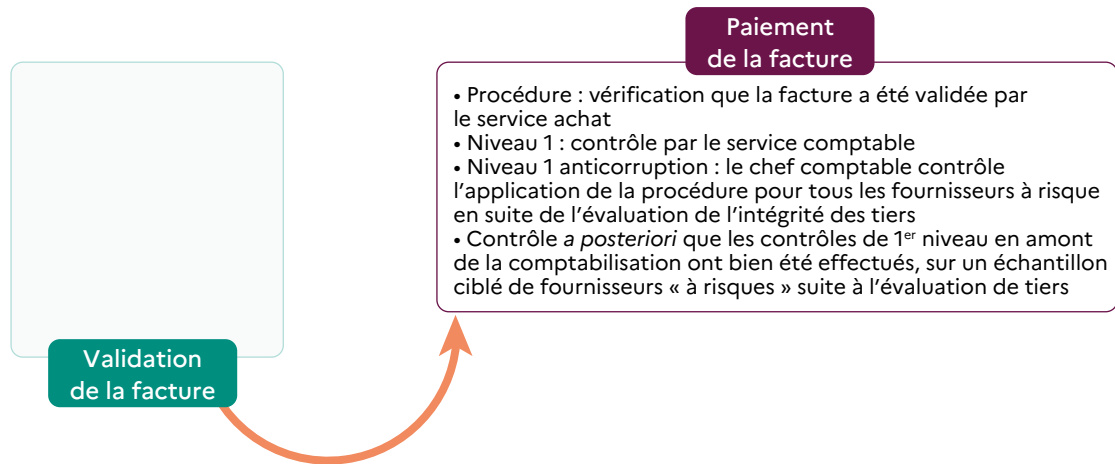 Paiement
de la facture
• Procédure : vérification que la facture a été validée par
le service achat
• Niveau 1 : contrôle par le service comptable
• Niveau 1 anticorruption : le chef comptable contrôle
l’application de la procédure pour tous les fournisseurs à risque
en suite de l’évaluation de l’intégrité des tiers
• Contrôle a posteriori que les contrôles de 1er niveau en amont
de la comptabilisation ont bien été effectués, sur un échantillon
ciblé de fournisseurs « à risques » suite à l’évaluation de tiers
Validation
de la facture